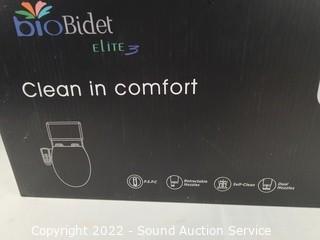 bioBidet
ELITE3
Clean in comfort
P.S.P.C
Retractable
Nozzles
Self-Clean
Dual
Nozzles
Copyright 2022 - Sound Auction Service